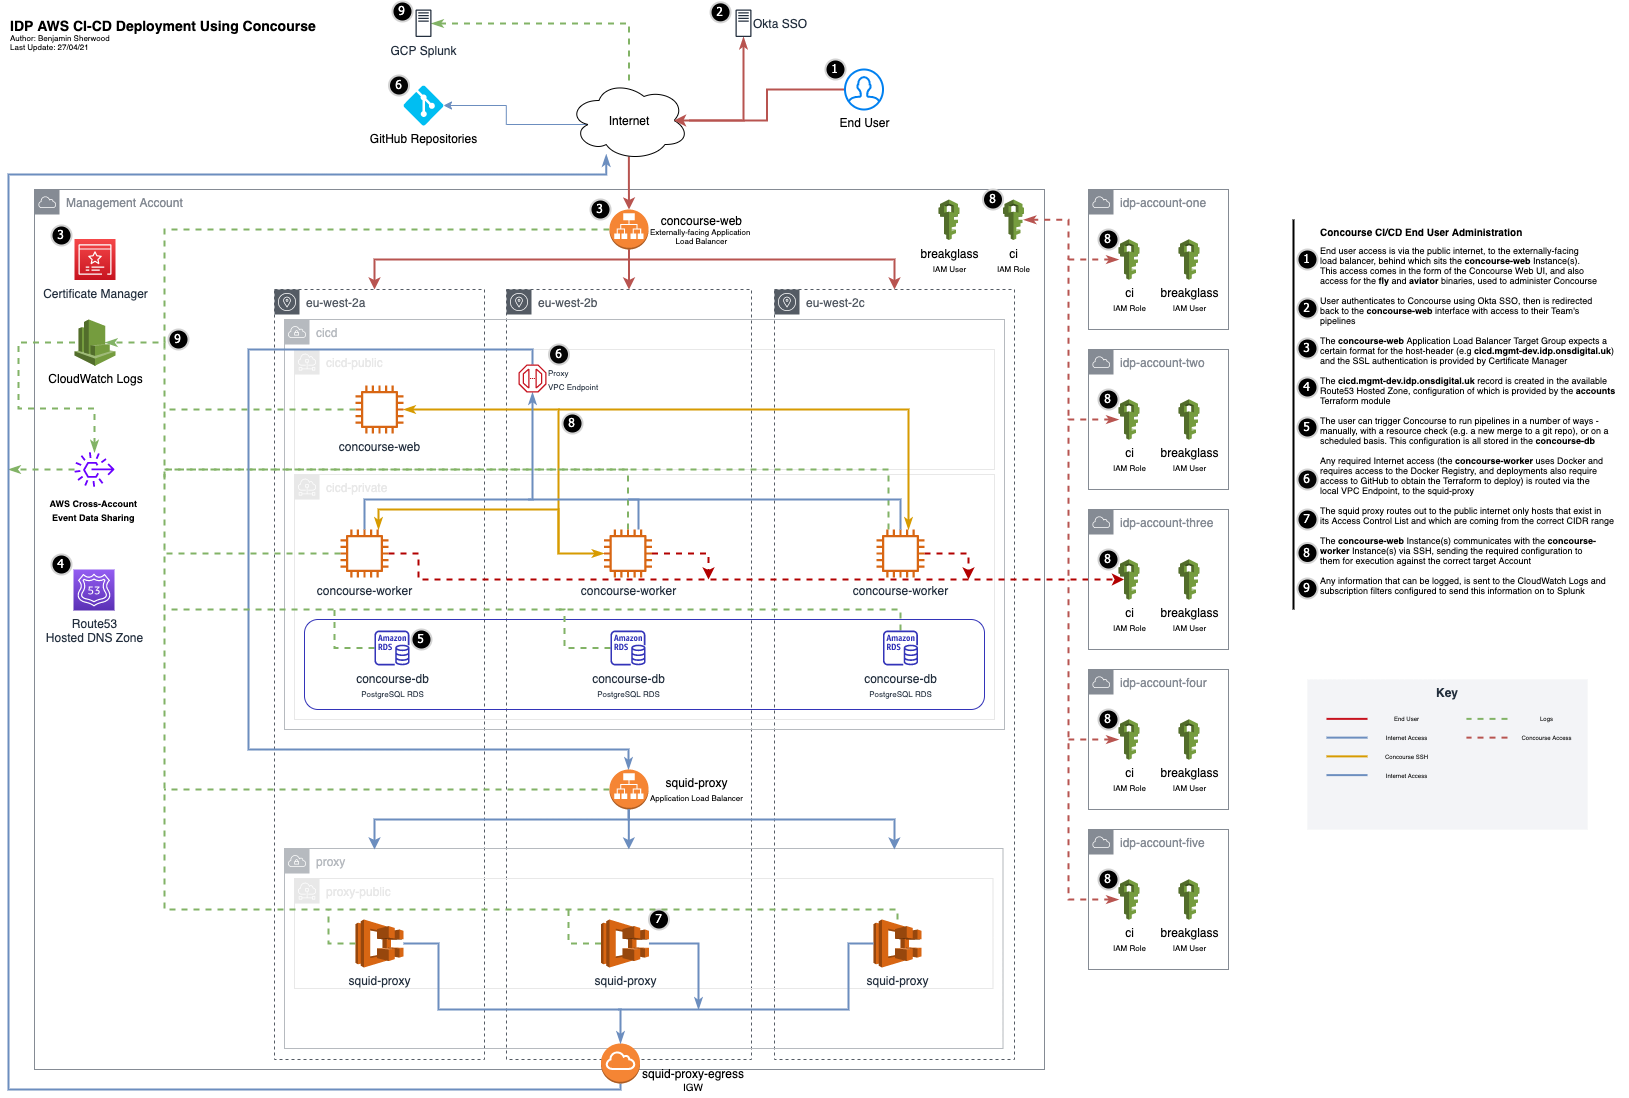 IDP AWS CI-CD Deployment Using Concourse
Author: Benjamin Sherwood
Last Update: 27/04/21
9
GCP Splunk
2
Okta SSO
1
End User
6
GitHub Repositories
Internet
Management Account
3
Certificate Manager
CloudWatch Logs
9
AWS Cross-Account
Event Data Sharing
4
53
Route53
Hosted DNS Zone
3
concourse-web
Externally-facing Application
Load Balancer
breakglass
IAM User
8
ci
IAM Role
eu-west-2a
eu-west-2b
eu-west-2c
cicd
cicd-public
6
Proxy
VPC Endpoint
concourse-web
8
cicd-private
concourse-worker
concourse-worker
concourse-worker
Amazon
RDS
5
concourse-db
PostgreSQL RDS
Amazon
RDS
concourse-db
PostgreSQL RDS
Amazon
RDS
concourse-db
PostgreSQL RDS
squid-proxy
Application Load Balancer
proxy
proxy-public
squid-proxy
7
squid-proxy
squid-proxy
squid-proxy-egress
IGW
idp-account-one
8
ci
IAM Role
breakglass
IAM User
idp-account-two
8
ci
IAM Role
breakglass
IAM User
idp-account-three
8
ci
IAM Role
breakglass
IAM User
idp-account-four
8
ci
IAM Role
breakglass
IAM User
idp-account-five
8
ci
IAM Role
breakglass
IAM User
Concourse CI/CD End User Administration
1
End user access is via the public internet, to the externally-facing
load balancer, behind which sits the concourse-web Instance(s).
This access comes in the form of the Concourse Web UI, and also
access for the fly and aviator binaries, used to administer Concourse
2
User authenticates to Concourse using Okta SSO, then is redirected
back to the concourse-web interface with access to their Team's
pipelines
3
The concourse-web Application Load Balancer Target Group expects a
certain format for the host-header (e.g cicd.mgmt-dev.idp.onsdigital.uk)
and the SSL authentication is provided by Certificate Manager
4
The cicd.mgmt-dev.idp.onsdigital.uk record is created in the available
Route53 Hosted Zone, configuration of which is provided by the accounts
Terraform module
5
The user can trigger Concourse to run pipelines in a number of ways -
manually, with a resource check (e.g. a new merge to a git repo), or on a
scheduled basis. This configuration is all stored in the concourse-db
6
Any required Internet access (the concourse-worker uses Docker and
requires access to the Docker Registry, and deployments also require
access to GitHub to obtain the Terraform to deploy) is routed via the
local VPC Endpoint, to the squid-proxy
7
The squid proxy routes out to the public internet only hosts that exist in
its Access Control List and which are coming from the correct CIDR range
8
The concourse-web Instance(s) communicates with the concourse-
worker Instance(s) via SSH, sending the required configuration to
them for execution against the correct target Account
9
Any information that can be logged, is sent to the CloudWatch Logs and
subscription filters configured to send this information on to Splunk
Key
End User
Logs
Internet Access
Concourse Access
Concourse SSH
Internet Access